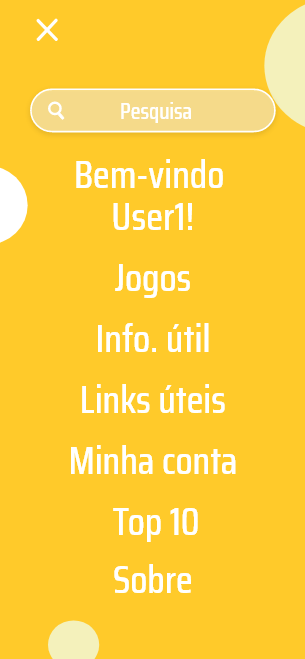 Pesquisa
Bem-vindo
User1!
Jogos
Info. útil
Links úteis
Minha conta
Top 10
Sobre